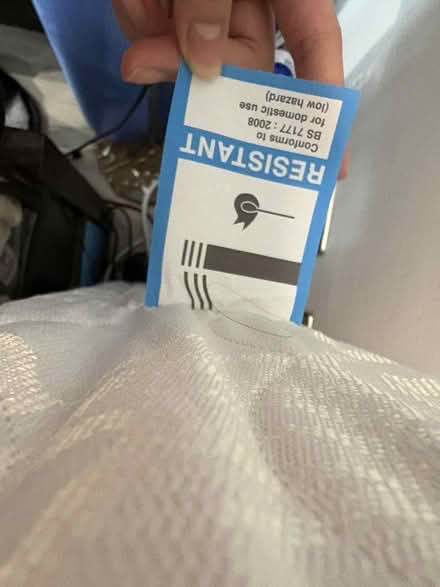 RESISTANT
Conforms to
BS 7177 : 2008
for domestic use
(low hazard)